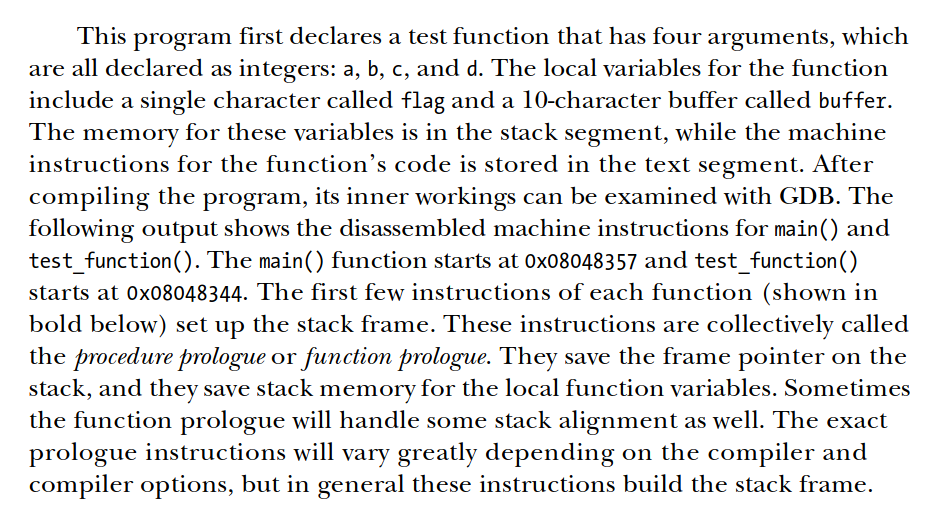 This program first declares a test function that has four arguments, which
are all declared as integers: a, b, c, and d. The local variables for the function
include a single character called flag and a 10-character buffer called buffer.
The memory for these variables is in the stack segment, while the machine
instructions for the function’s code is stored in the text segment. After
compiling the program, its inner workings can be examined with GDB. The
following output shows the disassembled machine instructions for main() and
test_function(). The main() function starts at 0x08048357 and test_function()
starts at 0x08048344. The first few instructions of each function (shown in
bold below) set up the stack frame. These instructions are collectively called
the procedure prologue or function prologue. They save the frame pointer on the
stack, and they save stack memory for the local function variables. Sometimes
the function prologue will handle some stack alignment as well. The exact
prologue instructions will vary greatly depending on the compiler and
compiler options, but in general these instructions build the stack frame.